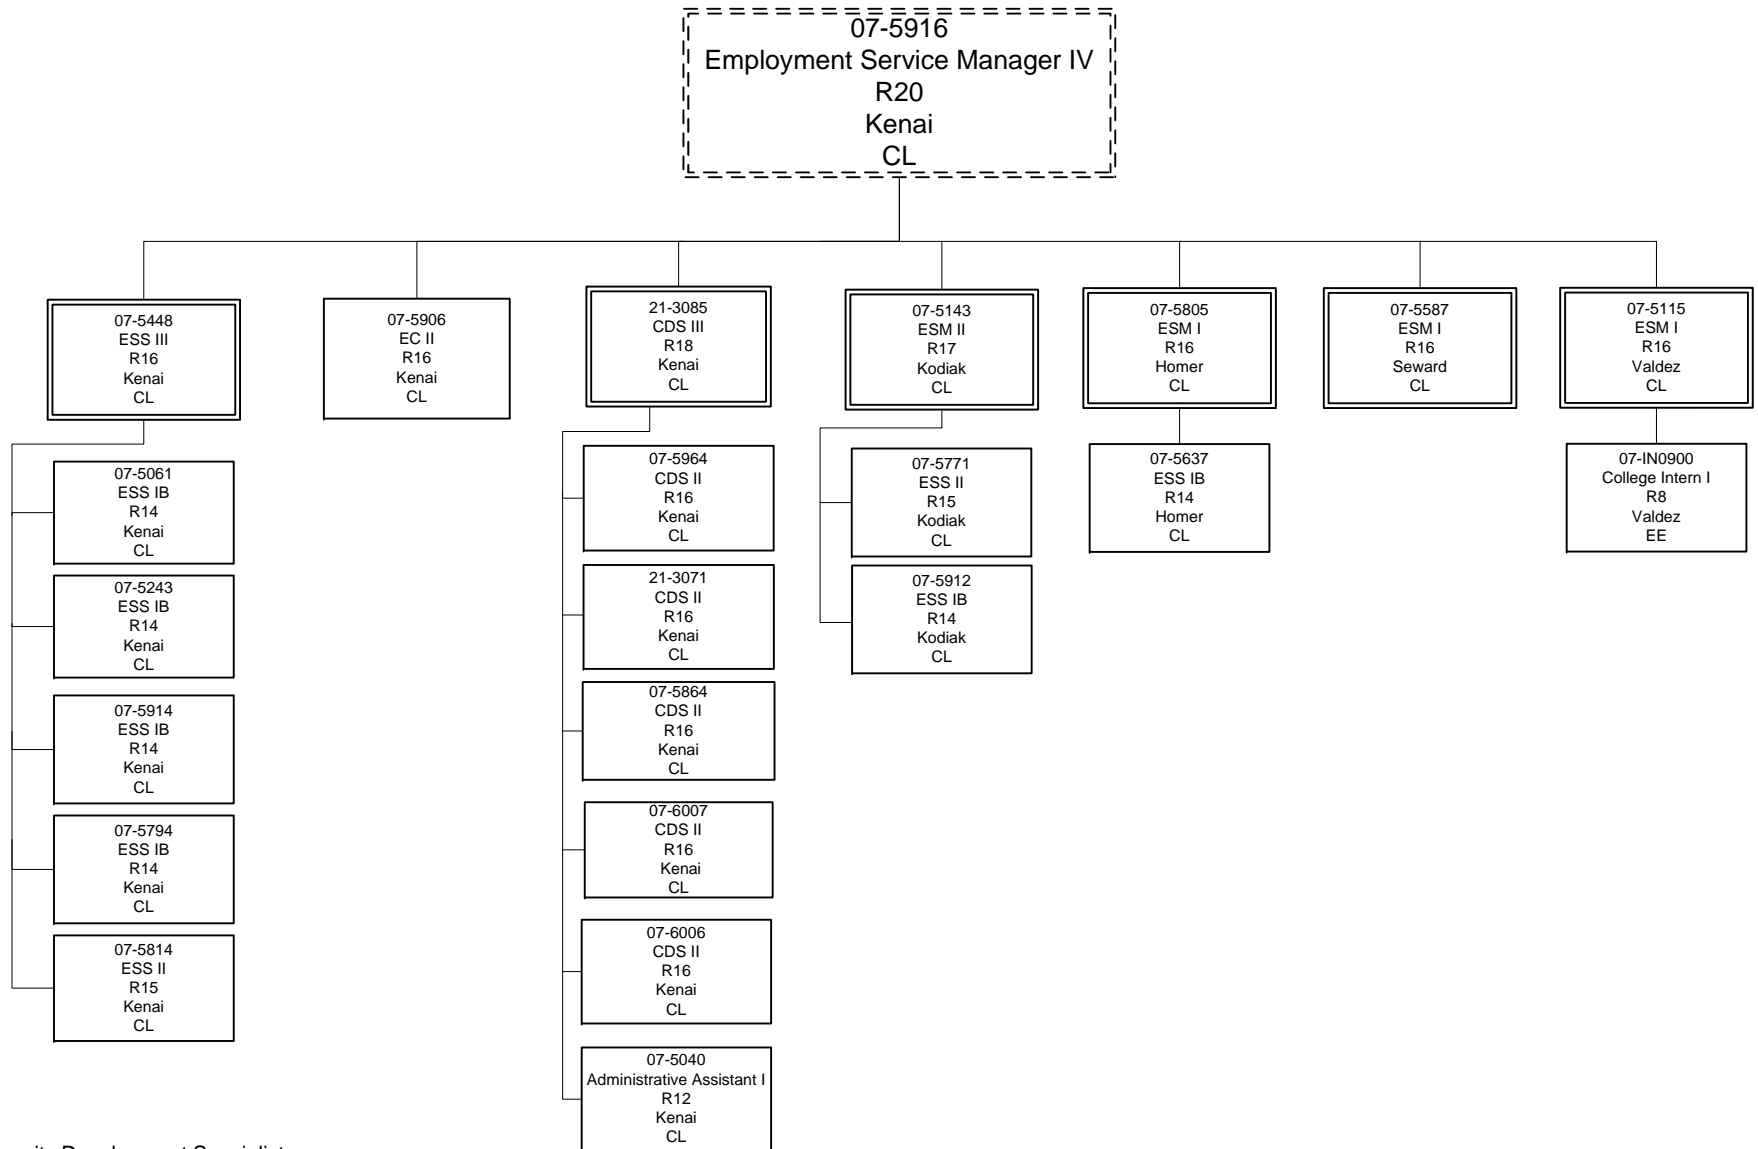 07-5916
Employment Service Manager IV
R20
Kenai
CL
07-5448
ESS III
R16
Kenai
CL
07-5906
EC II
R16
Kenai
CL
21-3085
CDS III
R18
Kenai
CL
07-5143
ESM II
R17
Kodiak
CL
07-5805
ESM I
R16
Homer
CL
07-5587
ESM I
R16
Seward
CL
07-5115
ESM I
R16
Valdez
CL
07-5061
ESS IB
R14
Kenai
CL
07-5243
ESS IB
R14
Kenai
CL
07-5914
ESS IB
R14
Kenai
CL
07-5794
ESS IB
R14
Kenai
CL
07-5814
ESS II
R15
Kenai
CL
07-5964
CDS II
R16
Kenai
CL
21-3071
CDS II
R16
Kenai
CL
07-5864
CDS II
R16
Kenai
CL
07-6007
CDS II
R16
Kenai
CL
07-6006
CDS II
R16
Kenai
CL
07-5040
Administrative Assistant I
R12
Kenai
CL
07-5771
ESS II
R15
Kodiak
CL
07-5912
ESS IB
R14
Kodiak
CL
07-5637
ESS IB
R14
Homer
CL
07-IN0900
College Intern I
R8
Valdez
EE